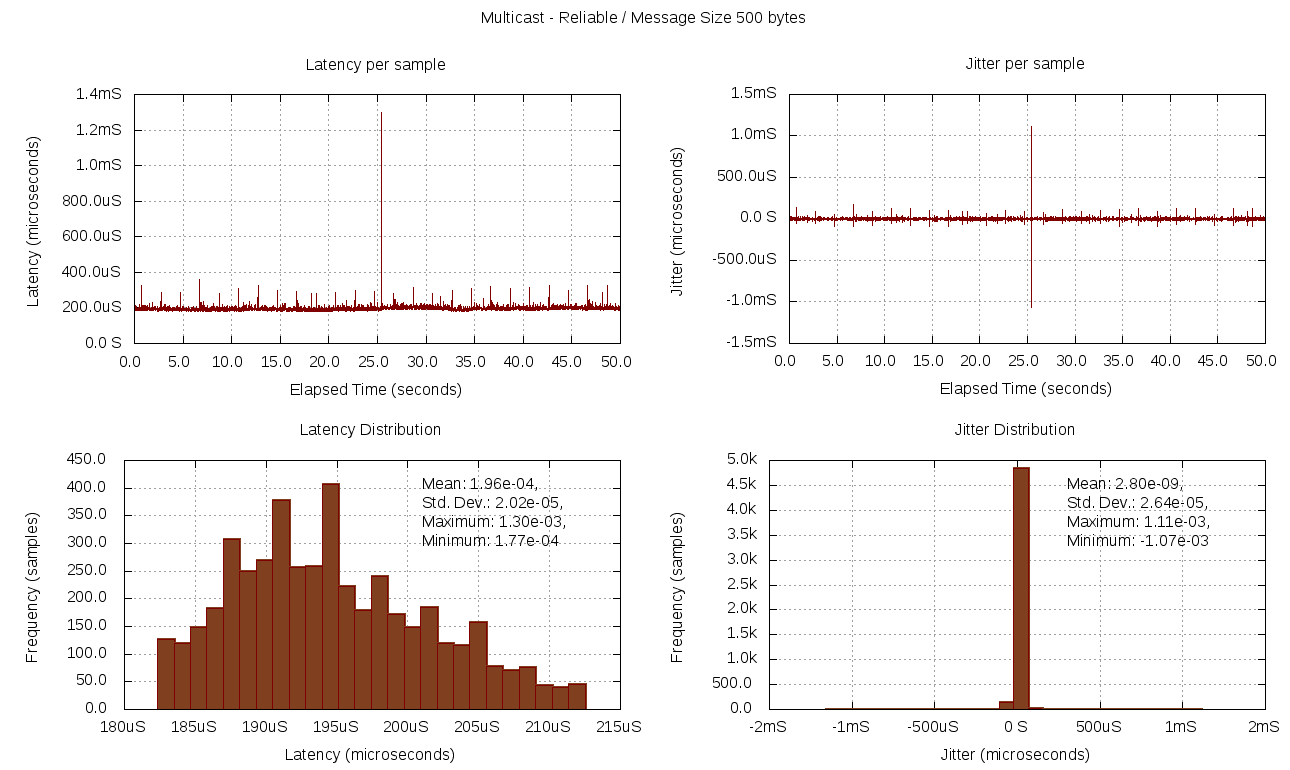 Multicast - Reliable / Message Size 500 bytes
Latency per sample
1.4mS
1.2mS
1.0mS
800.0uS
600.0uS
400.0uS
200.0uS
0.0 S
Latency (microseconds)
0.0 5.0 10.0 15.0 20.0 25.0 30.0 35.0 40.0 45.0 50.0
Elapsed Time (seconds)
Jitter per sample
1.5mS
1.0mS
500.0uS
0.0 S
-500.0uS
-1.0mS
-1.5mS
Jitter (microseconds)
0.0 5.0 10.0 15.0 20.0 25.0 30.0 35.0 40.0 45.0 50.0
Elapsed Time (seconds)
Latency Distribution
450.0
400.0
350.0
300.0
250.0
200.0
150.0
100.0
50.0
0.0
Frequency (samples)
Mean: 1.96e-04,
Std. Dev.: 2.02e-05,
Maximum: 1.30e-03,
Minimum: 1.77e-04
180uS 185uS 190uS 195uS 200uS 205uS 210uS 215uS
Latency (microseconds)
Jitter Distribution
5.0k
4.5k
4.0k
3.5k
3.0k
2.5k
2.0k
1.5k
1.0k
500.0
0.0
Frequency (samples)
Mean: 2.80e-09,
Std. Dev.: 2.64e-05,
Maximum: 1.11e-03,
Minimum: -1.07e-03
-2mS -1mS -500uS 0 S 500uS 1mS 2mS
Jitter (microseconds)